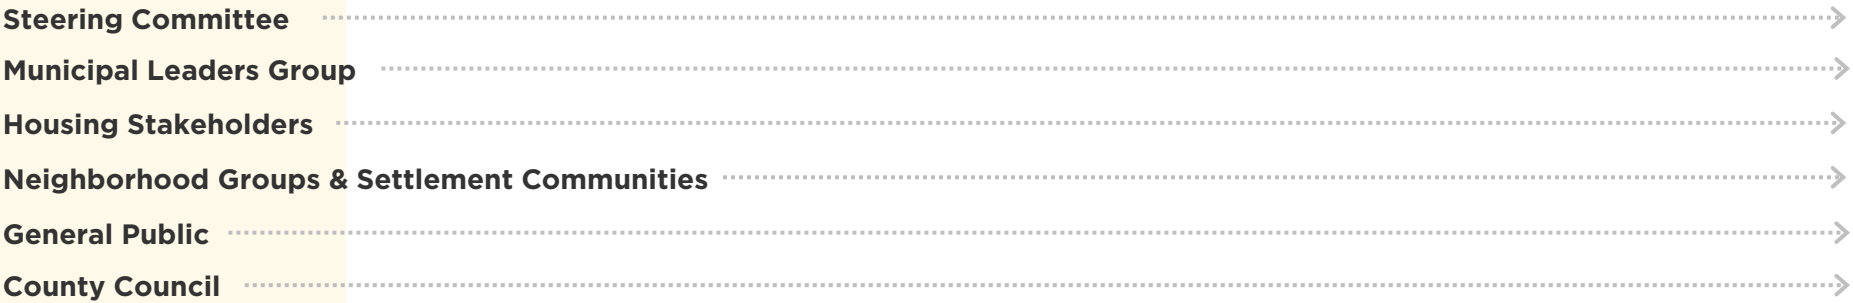 Steering Committee
Municipal Leaders Group
Housing Stakeholders
Neighborhood Groups & Settlement Communities
General Public
County Council